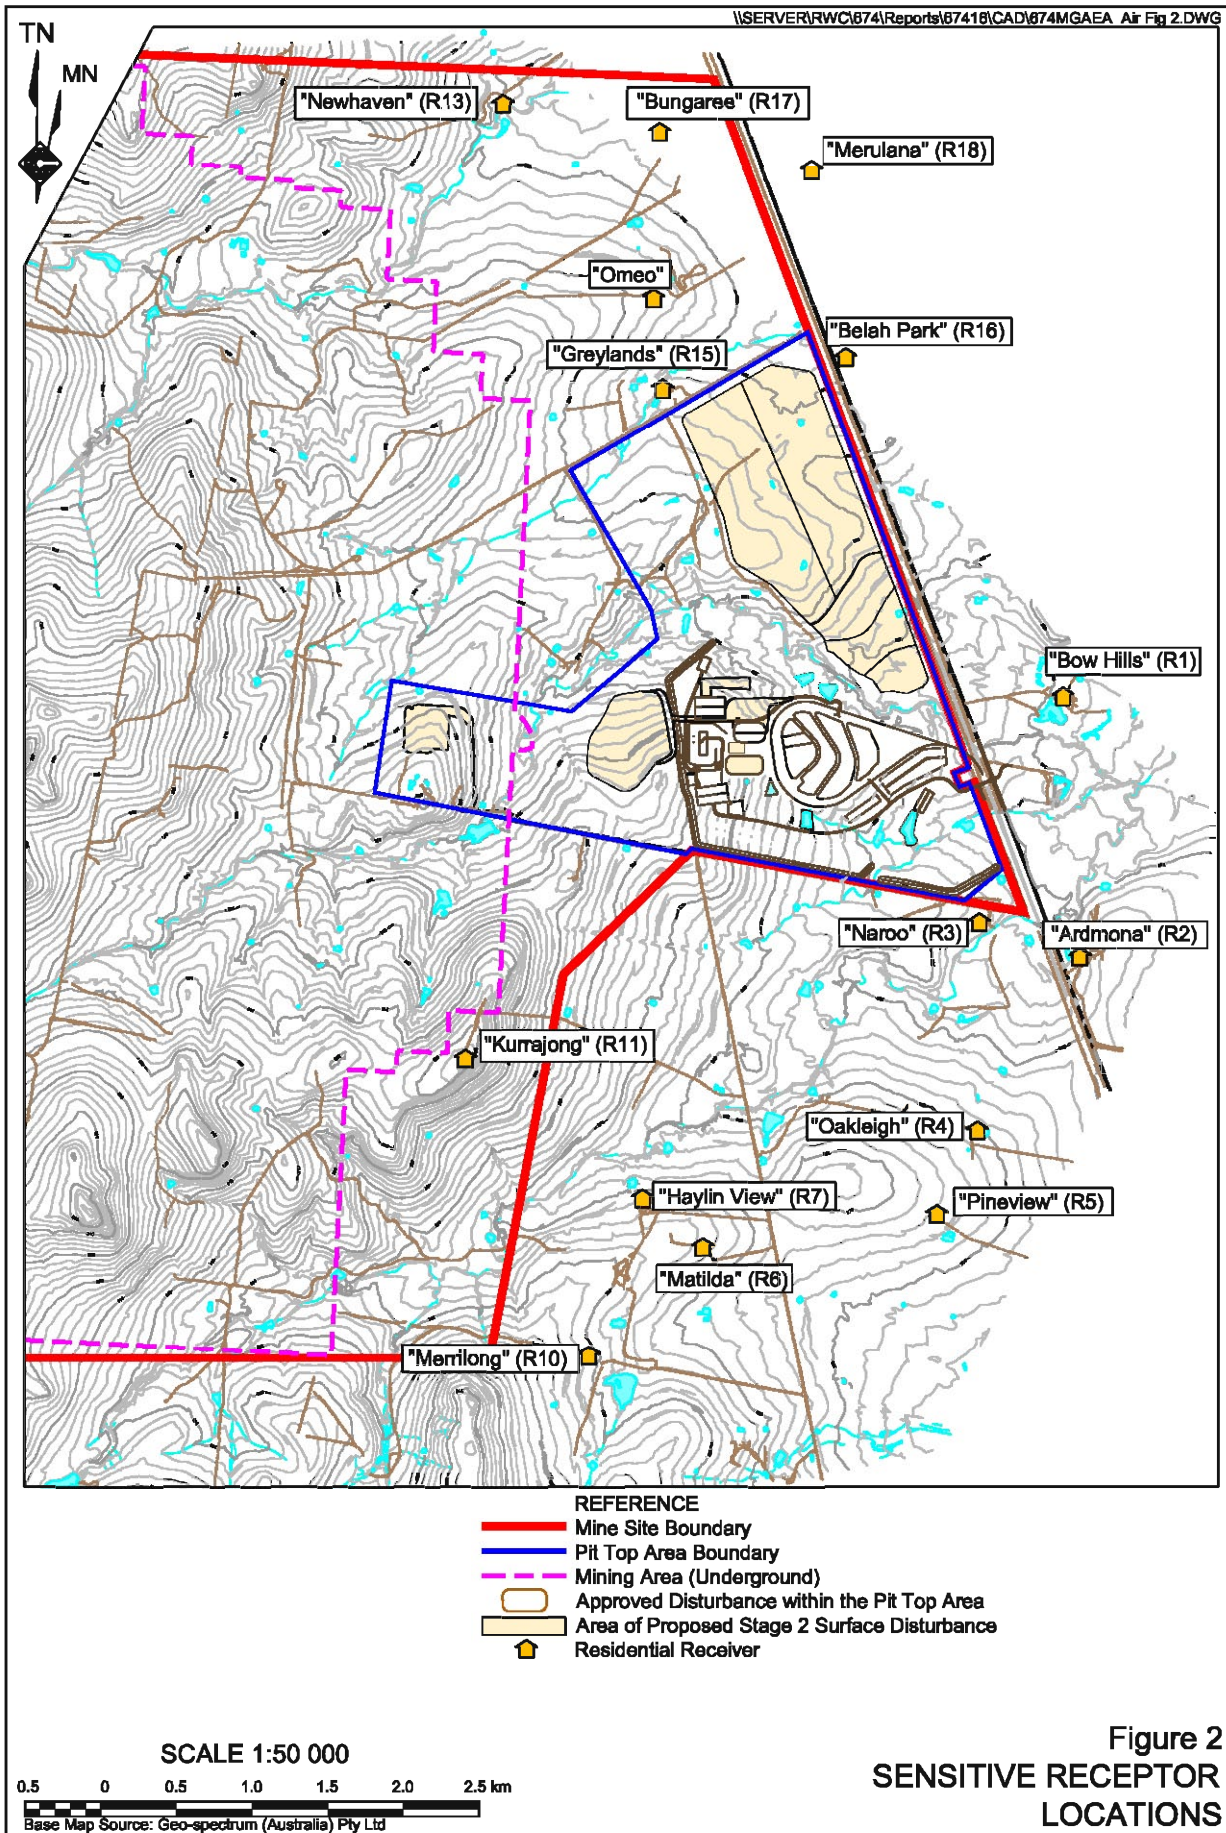 \\SERVER\RWC\674\Reports\67416\CAD\674MGAEA_Air Fig 2.DWG
TN
MN
"Newhaven" (R13)
"Bungaree" (R17)
"Merulana" (R18)
"Omeo"
"Belah Park" (R16)
"Greylands" (R15)
"Bow Hills" (R1)
"Naroo" (R3)
"Ardmona" (R2)
"Kurrajong" (R11)
"Oakleigh" (R4)
"Haylin View" (R7)
"Pineview" (R5)
"Matilda" (R6)
"Merrilong" (R10)
REFERENCE
Mine Site Boundary
Pit Top Area Boundary
Mining Area (Underground)
Approved Disturbance within the Pit Top Area
Area of Proposed Stage 2 Surface Disturbance
Residential Receiver
SCALE 1:50 000
0.5 0 0.5 1.0 1.5 2.0 2.5 km
Base Map Source: Geo-spectrum (Australia) Pty Ltd
Figure 2
SENSITIVE RECEPTOR
LOCATIONS